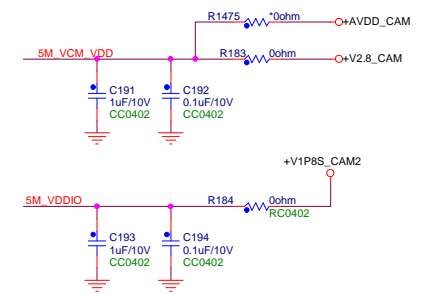 R1475 *0ohm +AVDD_CAM
5M_VCM_VDD R183 0ohm +V2.8_CAM
C191 C192
1uF/10V 0.1uF/10V
CC0402 CC0402
+V1P8S_CAM2
5M_VDDIO R184 0ohm
RC0402
C193 C194
1uF/10V 0.1uF/10V
CC0402 CC0402